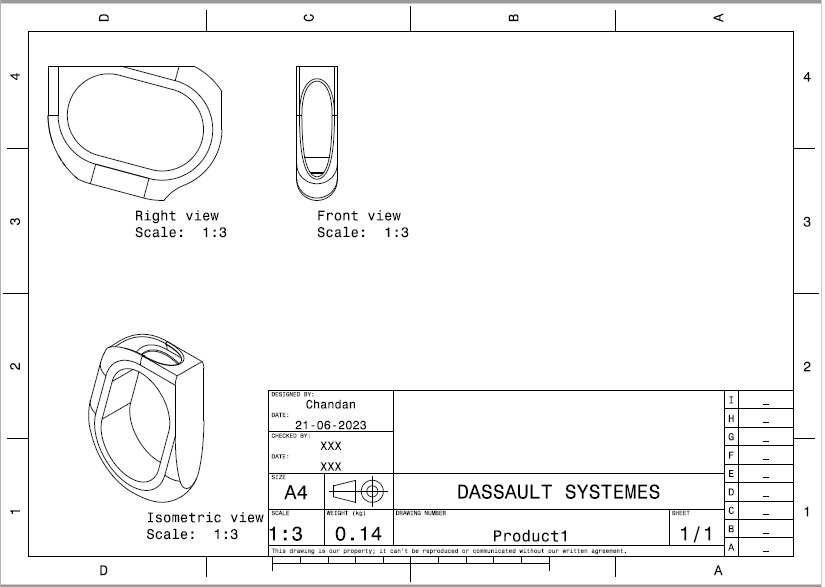 D C B A
4 4
Right view
Scale: 1:3
Front view
Scale: 1:3
3 3
2 2
Isometric view
Scale: 1:3
1 1
DESIGNED BY:
Chandan
DATE:
21-06-2023
CHECKED BY:
XXX
DATE:
XXX
SIZE
A4
DASSAULT SYSTEMES
SCALE
1:3
WEIGHT (kg)
0.14
DRAWING NUMBER
Product1
SHEET
1/1
This drawing is our property; it can't be reproduced or communicated without our written agreement.
I _
H _
G _
F _
E _
D _
C _
B _
A _
D A